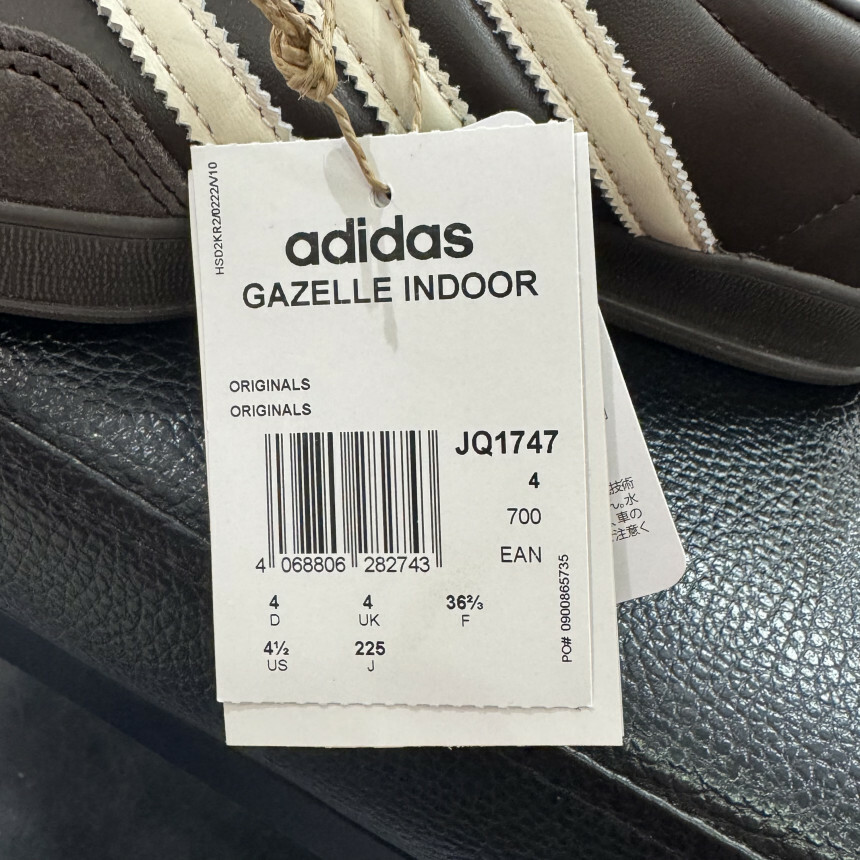 HSD2KR2/0222/V10
adidas
GAZELLE INDOOR
ORIGINALS
ORIGINALS
JQ1747
4
700
EAN
4 068806 282743
4 4 36⅔
D UK F
4½ 225
US J
PO# 0900865735
技術
水
車の
注意く